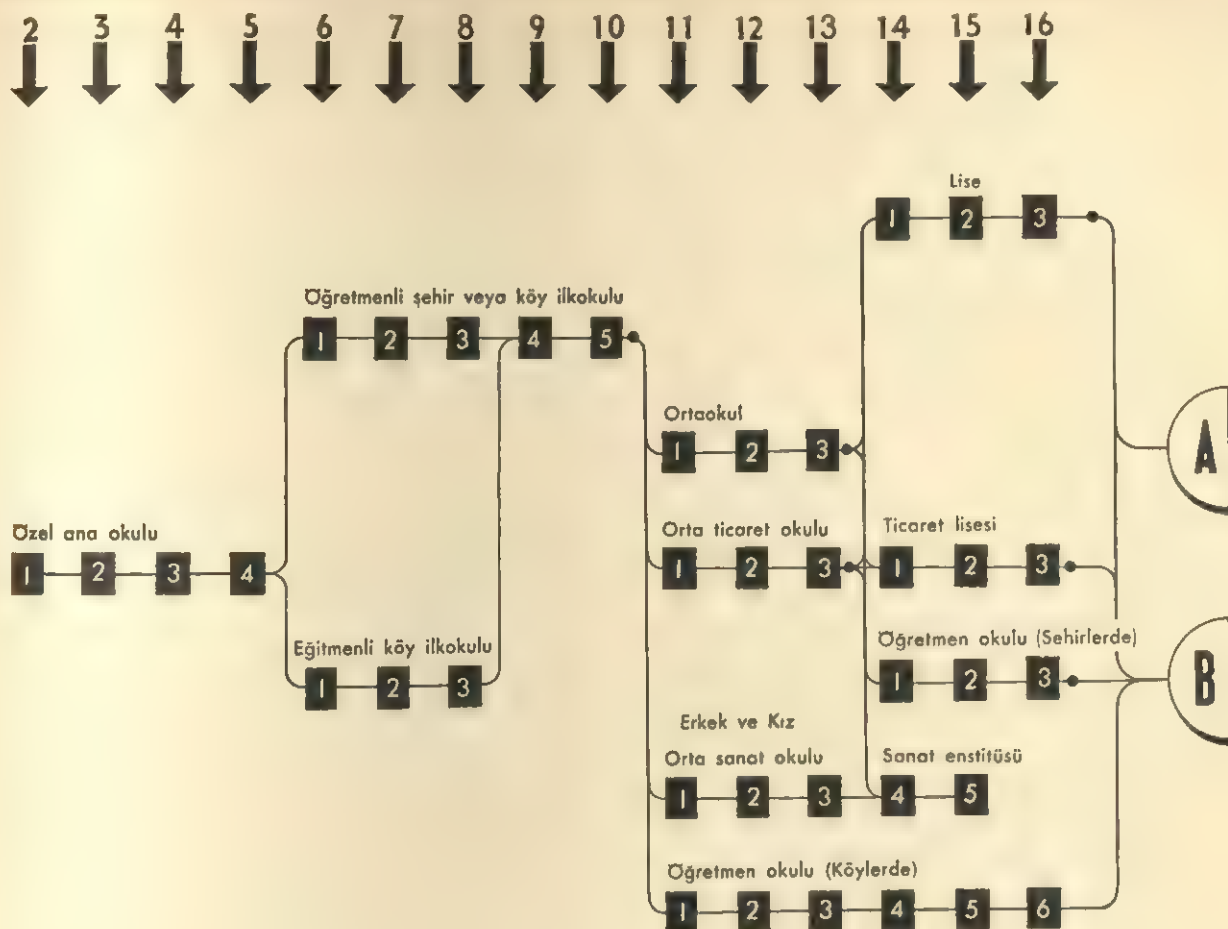 2 3 4 5 6 7 8 9 10 11 12 13 14 15 16
Lise
1 2 3
Öğretmenli şehir veya köy ilkokulu
1 2 3 4 5
Ortaokul
1 2 3
A
Özel ana okulu
1 2 3 4
Orta ticaret okulu
1 2 3
Ticaret lisesi
1 2 3
Eğitmenli köy ilkokulu
1 2 3
Öğretmen okulu (Sehirlerde)
1 2 3
B
Erkek ve Kız
Orta sanat okulu
1 2 3
Sanat enstitüsü
4 5
Öğretmen okulu (Köylerde)
1 2 3 4 5 6